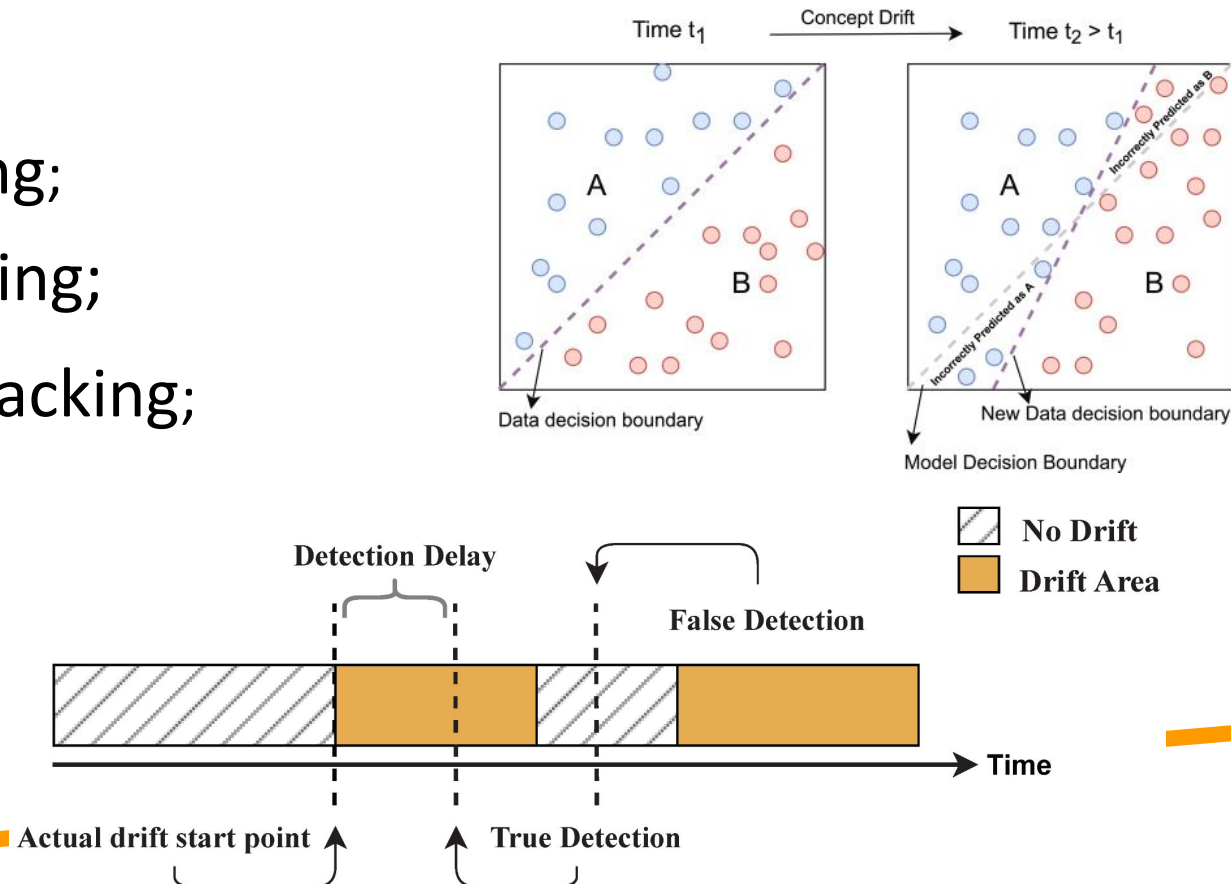 ng;
ing;
acking;
Time t1
Concept Drift
Time t2 > t1
A
B
Data decision boundary
A
B
Incorrectly Predicted as B
Incorrectly Predicted as A
New Data decision boundary
Model Decision Boundary
No Drift
Drift Area
Detection Delay
False Detection
Time
Actual drift start point
True Detection